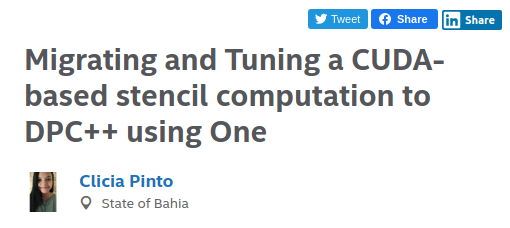 Tweet Share in Share
Migrating and Tuning a CUDA-
based stencil computation to
DPC++ using One
Clicia Pinto
State of Bahia